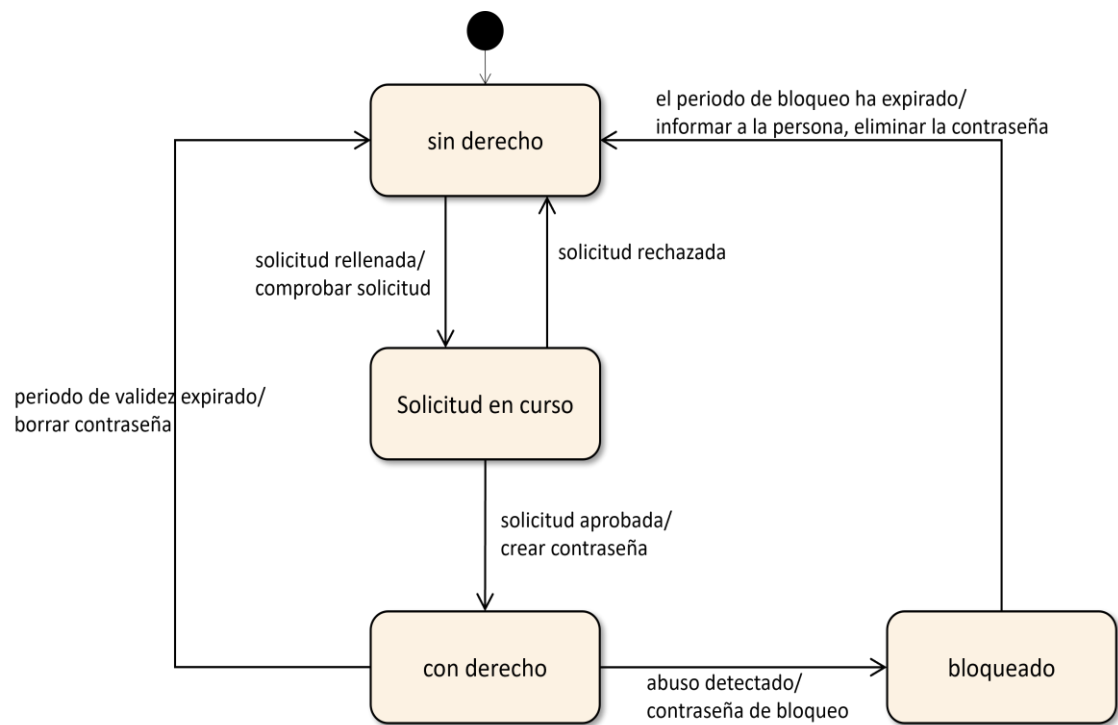 el periodo de bloqueo ha expirado/
informar a la persona, eliminar la contraseña
sin derecho
solicitud rellenada/
comprobar solicitud
solicitud rechazada
periodo de validez expirado/
borrar contraseña
Solicitud en curso
solicitud aprobada/
crear contraseña
con derecho
abuso detectado/
contraseña de bloqueo
bloqueado